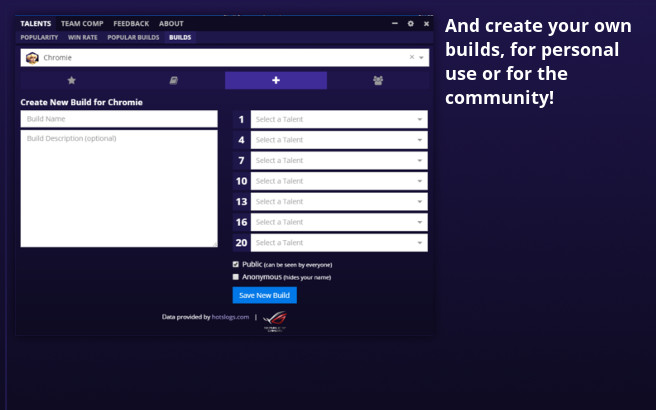 TALENTS TEAM COMP FEEDBACK ABOUT
POPULARITY WIN RATE POPULAR BUILDS BUILDS
Chromie
Create New Build for Chromie
Build Name
Build Description (optional)
1 Select a Talent
4 Select a Talent
7 Select a Talent
10 Select a Talent
13 Select a Talent
16 Select a Talent
20 Select a Talent
Public (can be seen by everyone)
Anonymous (hides your name)
Save New Build
Data provided by hotslogs.com |
And create your own
builds, for personal
use or for the
community!